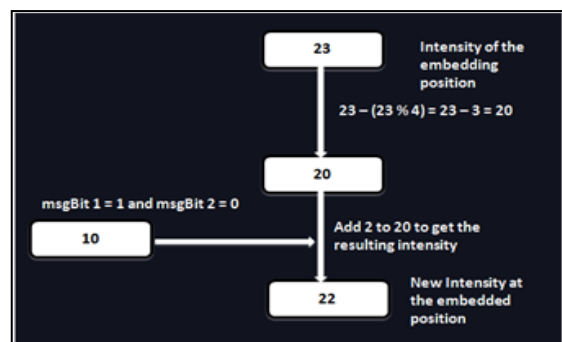 23
Intensity of the
embedding
position
23 – (23 % 4) = 23 – 3 = 20
20
msgBit 1 = 1 and msgBit 2 = 0
10
Add 2 to 20 to get the
resulting intensity
22
New Intensity at
the embedded
position